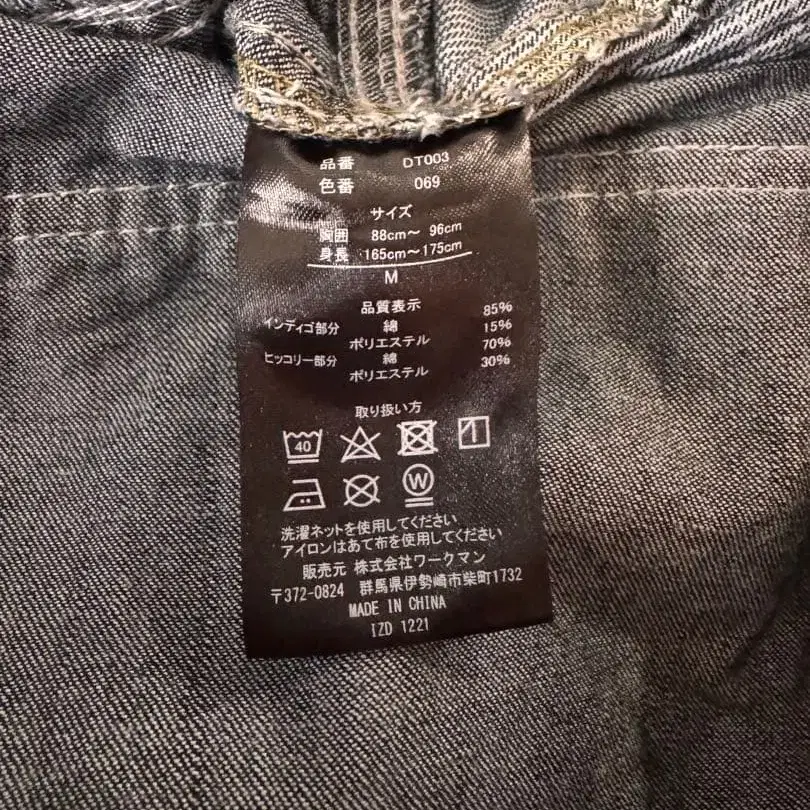 品番 DT003
色番 069
サイズ
胸囲 88cm～ 96cm
身長 165cm～175cm
M
品質表示
インディゴ部分 綿 85%
ポリエステル 15%
ヒッコリー部分 綿 70%
ポリエステル 30%
取り扱い方
40
W
洗濯ネットを使用してください
アイロンはあて布を使用してください
販売元 株式会社ワークマン
〒372-0824 群馬県伊勢崎市柴町1732
MADE IN CHINA
IZD 1221